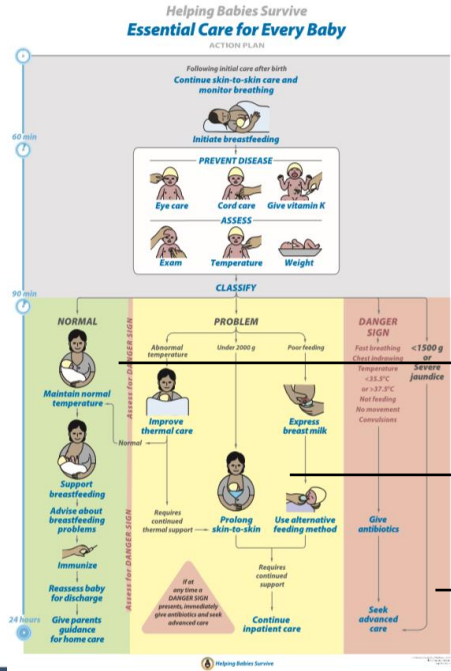 Helping Babies Survive
Essential Care for Every Baby
ACTION PLAN
Following initial care after birth
Continue skin-to-skin care and
monitor breathing
Initiate breastfeeding
60 min
PREVENT DISEASE
Eye care
Cord care
Give vitamin K
ASSESS
Exam
Temperature
Weight
CLASSIFY
90 min
NORMAL
Maintain normal
temperature
Support
breastfeeding
Advise about
breastfeeding
problems
Immunize
Reassess baby
for discharge
Give parents
guidance
for home care
24 hours
Assess for DANGER SIGN
Assess for DANGER SIGN
PROBLEM
Abnormal
temperature
Under 2000 g
Poor feeding
Improve
thermal care
Normal
Express
breast milk
Requires
continued
thermal support
Prolong
skin-to-skin
Use alternative
feeding method
Requires
continued
support
Continue
inpatient care
If at
any time a
DANGER SIGN
presents, immediately
give antibiotics and seek
advanced care
DANGER
SIGN
Fast breathing
Chest indrawing
Temperature
<35.5°C
or >37.5°C
Not feeding
No movement
Convulsions
<1500 g
or
Severe
jaundice
Give
antibiotics
Seek
advanced
care
Helping Babies Survive